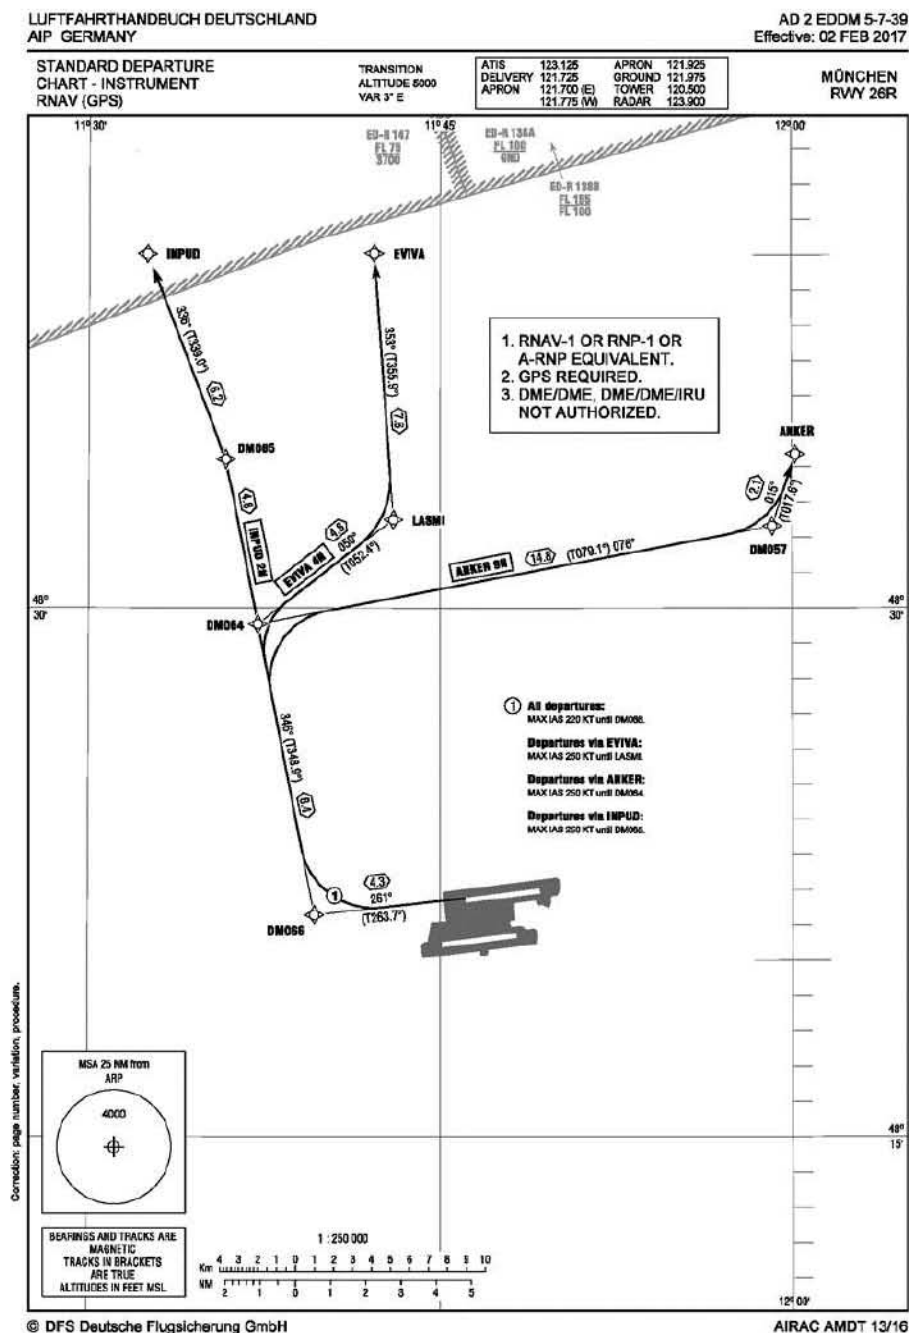 LUFTFAHRTHANDBUCH DEUTSCHLAND
AIP GERMANY
AD 2 EDDM 5-7-39
Effective: 02 FEB 2017
STANDARD DEPARTURE
CHART - INSTRUMENT
RNAV (GPS)
TRANSITION
ALTITUDE 5000
VAR 3° E
ATIS 123.125 APRON 121.925
DELIVERY 121.725 GROUND 121.975
APRON 121.700 (E) TOWER 120.500
121.775 (W) RADAR 123.900
MÜNCHEN
RWY 26R
11° 30'
11° 45'
12° 00'
ED-R 147
FL 75
3700
ED-R 136A
FL 100
GND
ED-R 136B
FL 195
FL 100
INPUD
EVIVA
336° (T339.0°)
6.2
353° (T355.9°)
7.8
1. RNAV-1 OR RNP-1 OR
A-RNP EQUIVALENT.
2. GPS REQUIRED.
3. DME/DME, DME/DME/IRU
NOT AUTHORIZED.
ANKER
DM065
4.8
2.1
015°
(T017.6°)
LASMI
DM057
INPUD 2N
EVIVA 4N
4.5
050°
(T052.4°)
ANKER 9N
14.8
(T079.1°) 076°
48°
30'
48°
30'
DM064
346° (T348.9°)
6.4
1 All departures:
MAX IAS 220 KT until DM066.
Departures via EVIVA:
MAX IAS 250 KT until LASMI.
Departures via ANKER:
MAX IAS 250 KT until DM064.
Departures via INPUD:
MAX IAS 250 KT until DM065.
1
4.3
261°
(T263.7°)
DM066
Correction: page number, variation, procedure.
MSA 25 NM from
ARP
4000
48°
15'
BEARINGS AND TRACKS ARE
MAGNETIC
TRACKS IN BRACKETS
ARE TRUE
ALTITUDES IN FEET MSL
1 : 250 000
Km 4 3 2 1 0 1 2 3 4 5 6 7 8 9 10
NM 2 1 0 1 2 3 4 5
12° 00'
© DFS Deutsche Flugsicherung GmbH
AIRAC AMDT 13/16